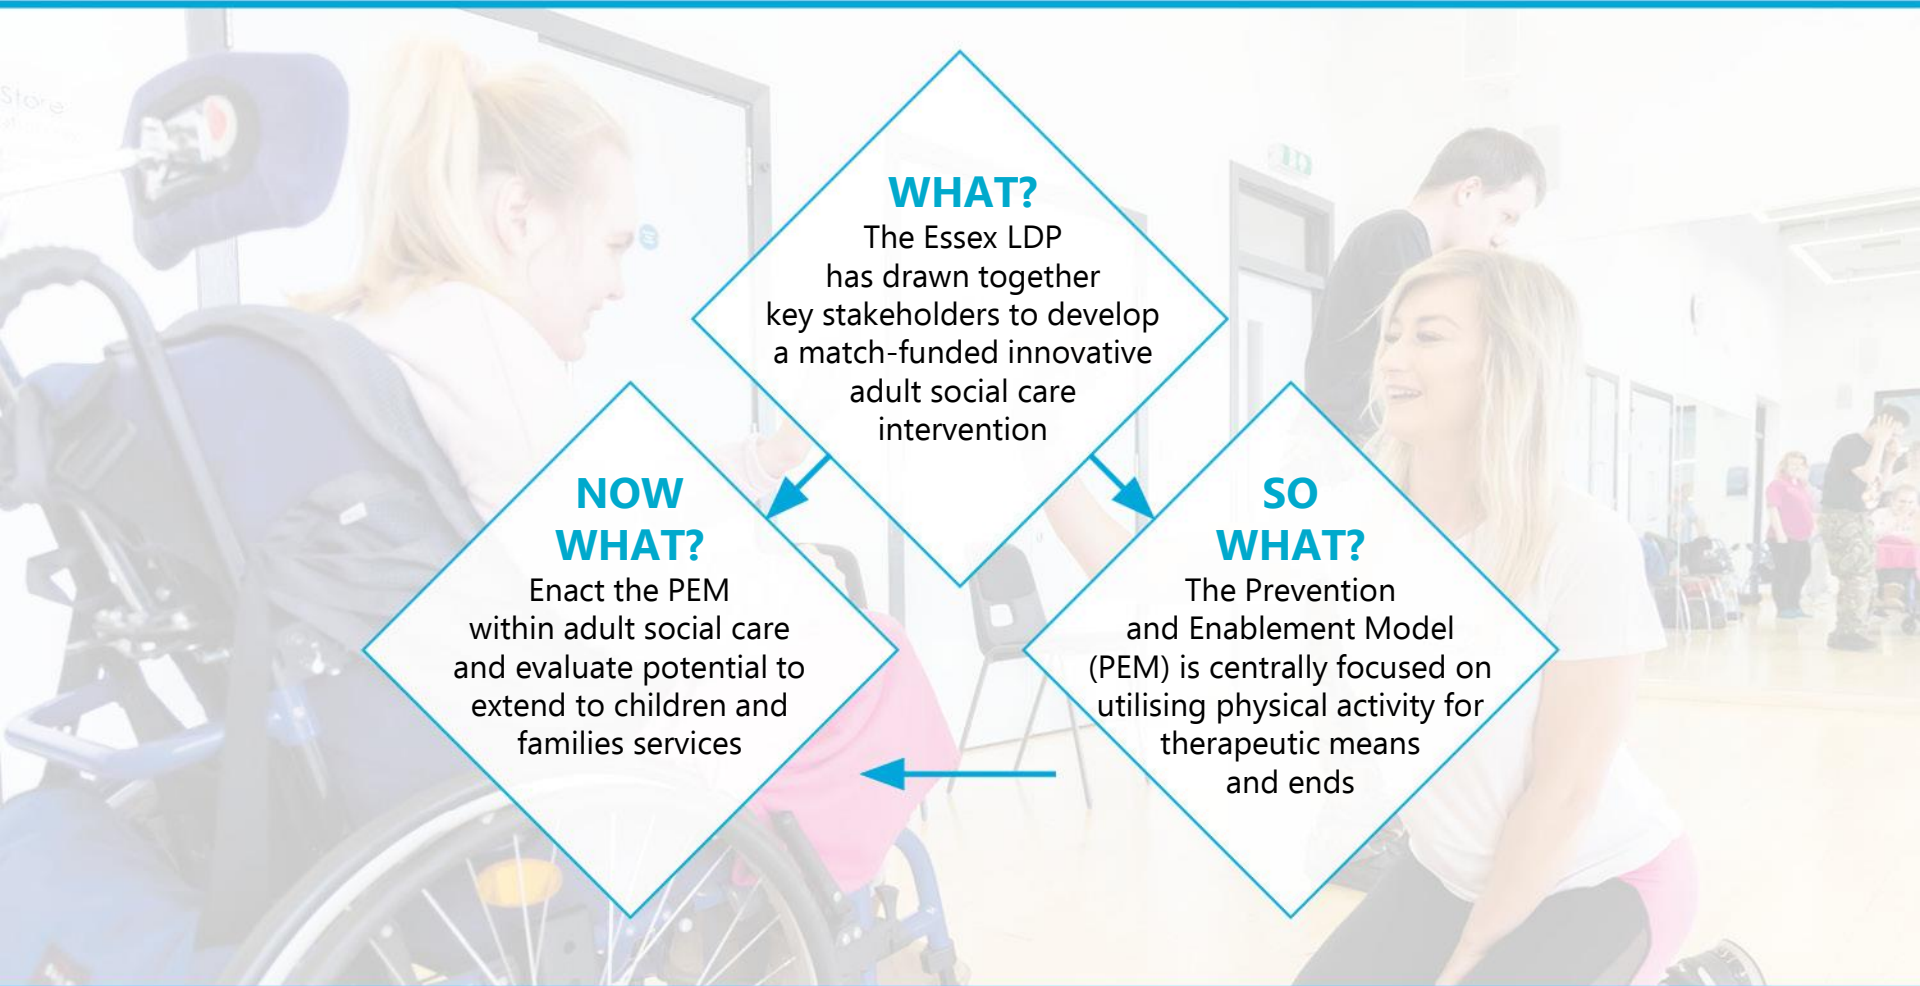 Store
WHAT?
The Essex LDP
has drawn together
key stakeholders to develop
a match-funded innovative
adult social care
intervention
NOW
WHAT?
Enact the PEM
within adult social care
and evaluate potential to
extend to children and
families services
SO
WHAT?
The Prevention
and Enablement Model
(PEM) is centrally focused on
utilising physical activity for
therapeutic means
and ends